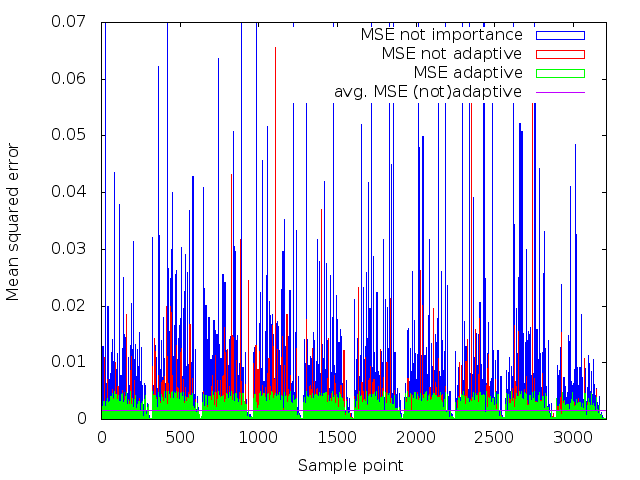 0.07
0.06
0.05
0.04
0.03
0.02
0.01
0
Mean squared error
MSE not importance
MSE not adaptive
MSE adaptive
avg. MSE (not)adaptive
0 500 1000 1500 2000 2500 3000
Sample point